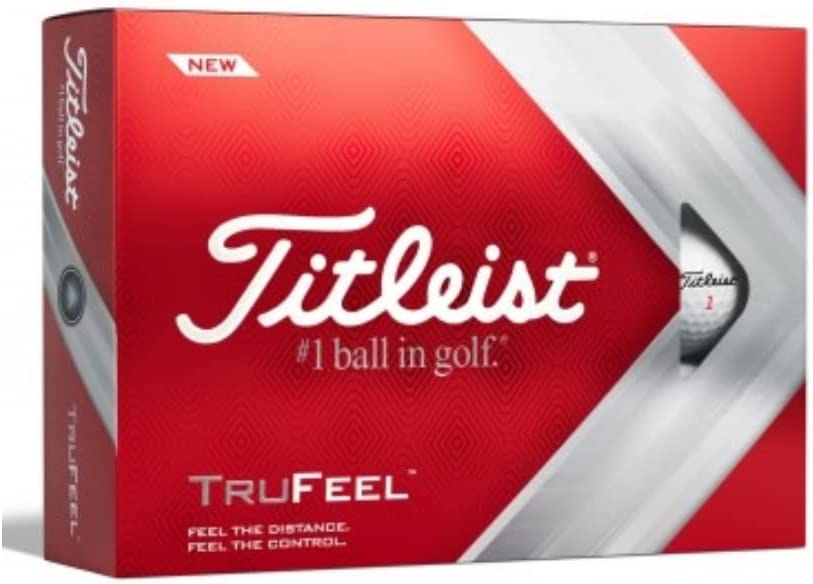 NEW
Titleist®
#1 ball in golf.®
TRUFEEL™
FEEL THE DISTANCE.
FEEL THE CONTROL.
Titleist
1
Titleist
#1 ball in golf
TRUFEEL